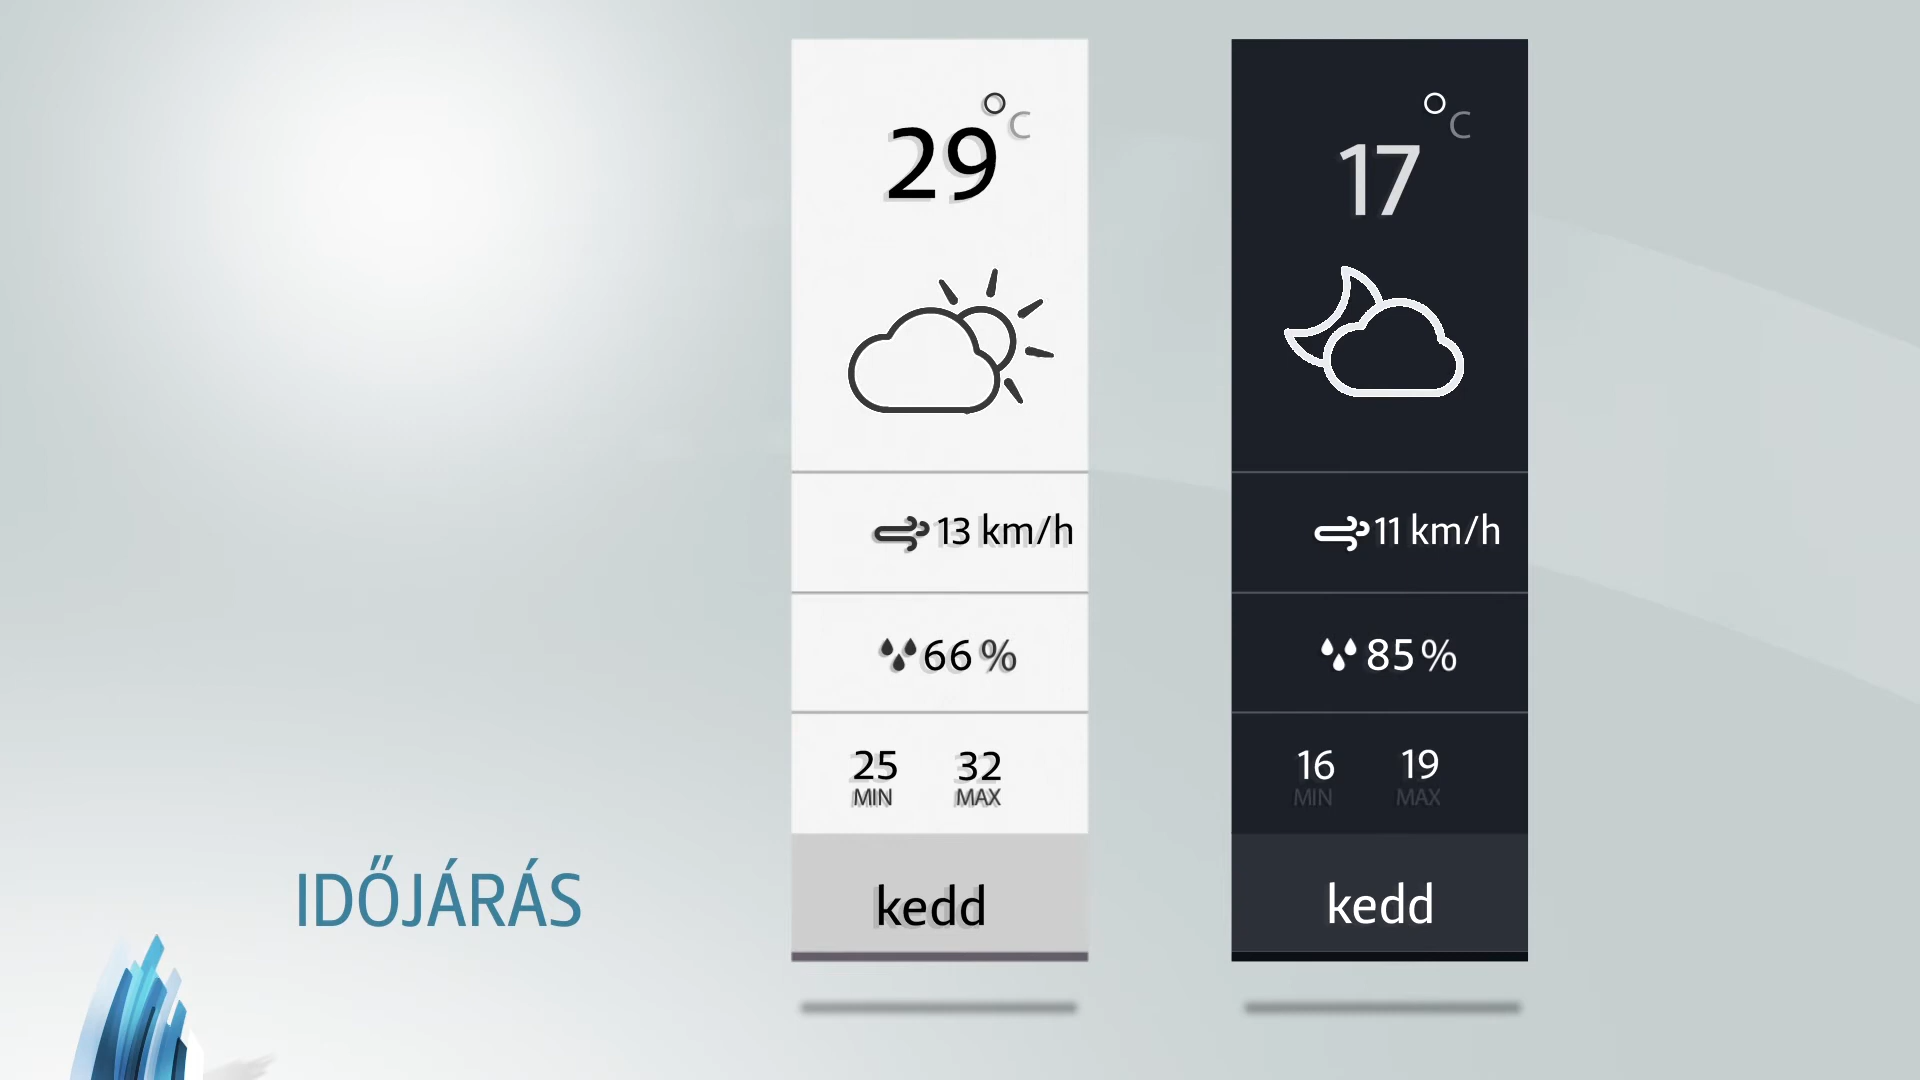 29 °C
13 km/h
66 %
25 32
MIN MAX
kedd
17 °C
11 km/h
85 %
16 19
MIN MAX
kedd
IDŐJÁRÁS